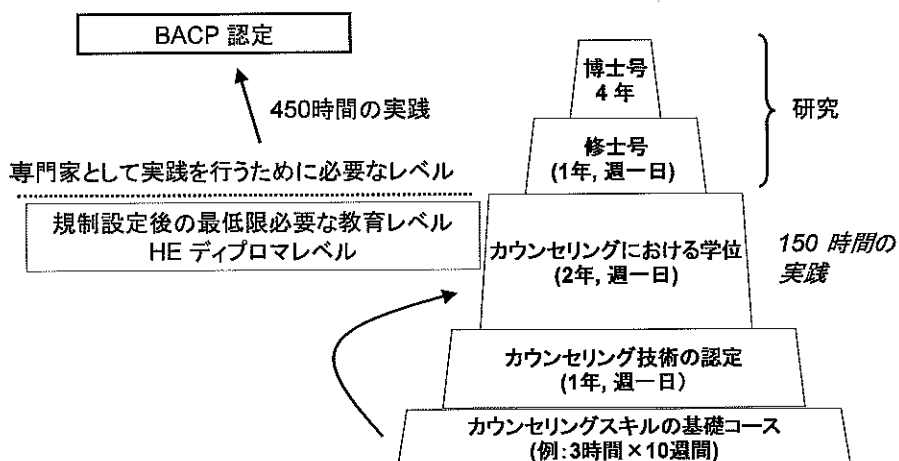 BACP 認定
450時間の実践
専門家として実践を行うために必要なレベル
規制設定後の最低限必要な教育レベル
HE ディプロマレベル
博士号
4 年
修士号
(1年, 週一日)
研究
カウンセリングにおける学位
(2年, 週一日)
150 時間の
実践
カウンセリング技術の認定
(1年, 週一日)
カウンセリングスキルの基礎コース
(例:3時間×10週間)